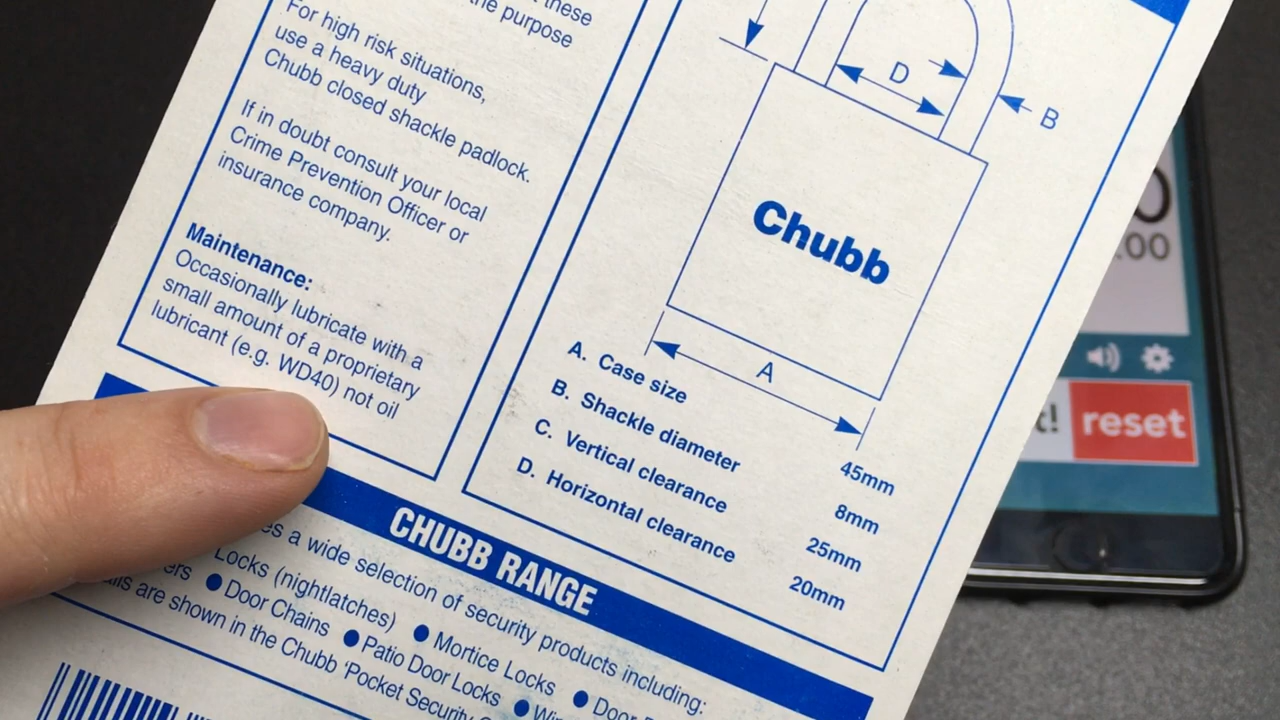 these
the purpose
For high risk situations,
use a heavy duty
Chubb closed shackle padlock.
If in doubt consult your local
Crime Prevention Officer or
insurance company.
Maintenance:
Occasionally lubricate with a
small amount of a proprietary
lubricant (e.g. WD40) not oil
D
B
Chubb
A
A. Case size 45mm
B. Shackle diameter 8mm
C. Vertical clearance 25mm
D. Horizontal clearance 20mm
CHUBB RANGE
a wide selection of security products including:
Locks (nightlatches) ● Mortice Locks ● Door
● Door Chains ● Patio Door Locks ●
are shown in the Chubb 'Pocket Security
.00
reset